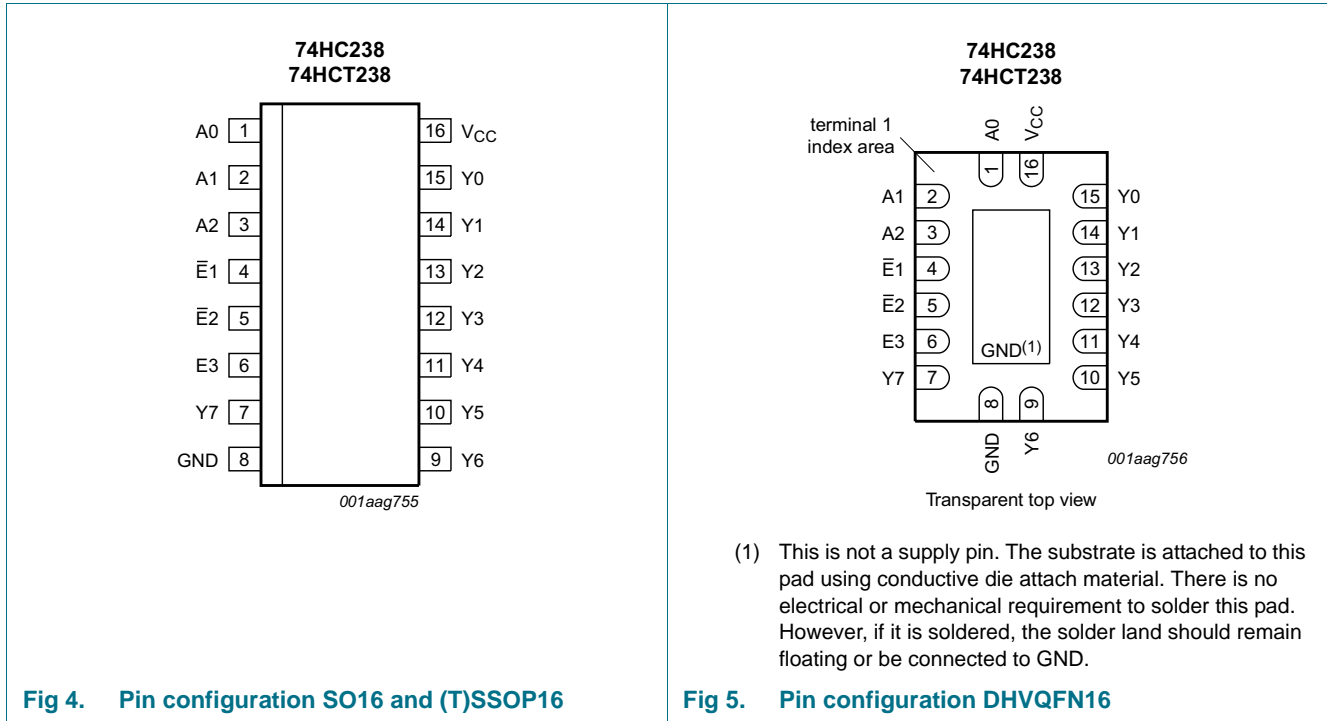 74HC238
74HCT238
A0 1 16 VCC
A1 2 15 Y0
A2 3 14 Y1
E̅1 4 13 Y2
E̅2 5 12 Y3
E3 6 11 Y4
Y7 7 10 Y5
GND 8 9 Y6
001aag755
Fig 4. Pin configuration SO16 and (T)SSOP16
74HC238
74HCT238
terminal 1
index area
A0 VCC
1 16
A1 2 15 Y0
A2 3 14 Y1
E̅1 4 13 Y2
E̅2 5 12 Y3
E3 6 11 Y4
GND(1)
Y7 7 10 Y5
8 9
GND Y6
001aag756
Transparent top view
(1) This is not a supply pin. The substrate is attached to this
pad using conductive die attach material. There is no
electrical or mechanical requirement to solder this pad.
However, if it is soldered, the solder land should remain
floating or be connected to GND.
Fig 5. Pin configuration DHVQFN16